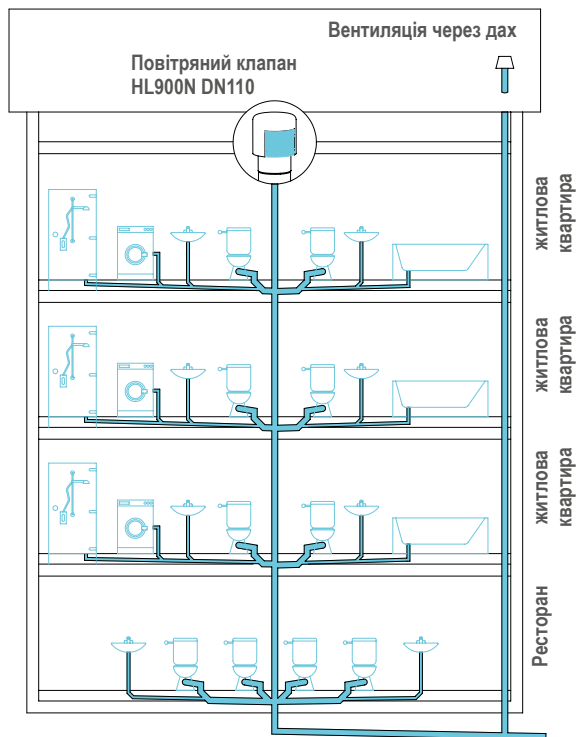 Вентиляція через дах
Повітряний клапан
HL900N DN110
житлова
квартира
житлова
квартира
житлова
квартира
Ресторан